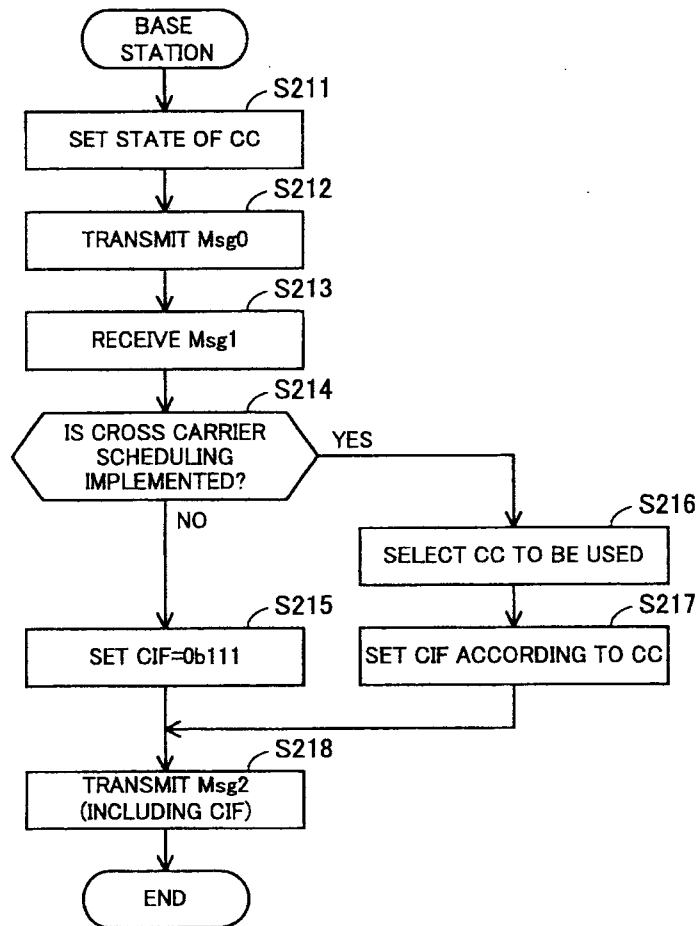 BASE
STATION
S211
SET STATE OF CC
S212
TRANSMIT Msg0
S213
RECEIVE Msg1
S214
IS CROSS CARRIER
SCHEDULING
IMPLEMENTED?
YES
NO
S216
SELECT CC TO BE USED
S215
SET CIF=0b111
S217
SET CIF ACCORDING TO CC
S218
TRANSMIT Msg2
(INCLUDING CIF)
END